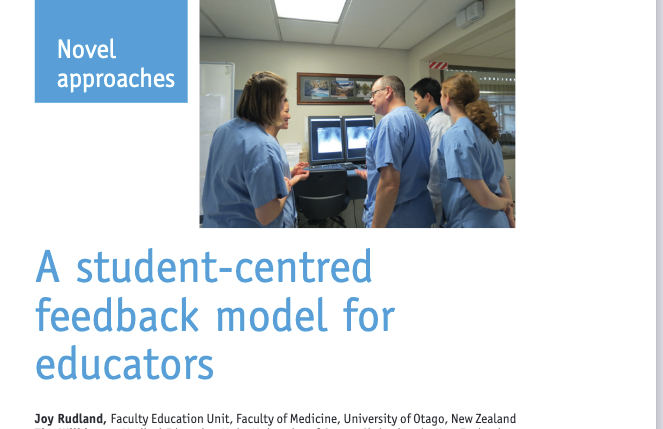 Novel
approaches
A student-centred
feedback model for
educators
Joy Rudland, Faculty Education Unit, Faculty of Medicine, University of Otago, New Zealand